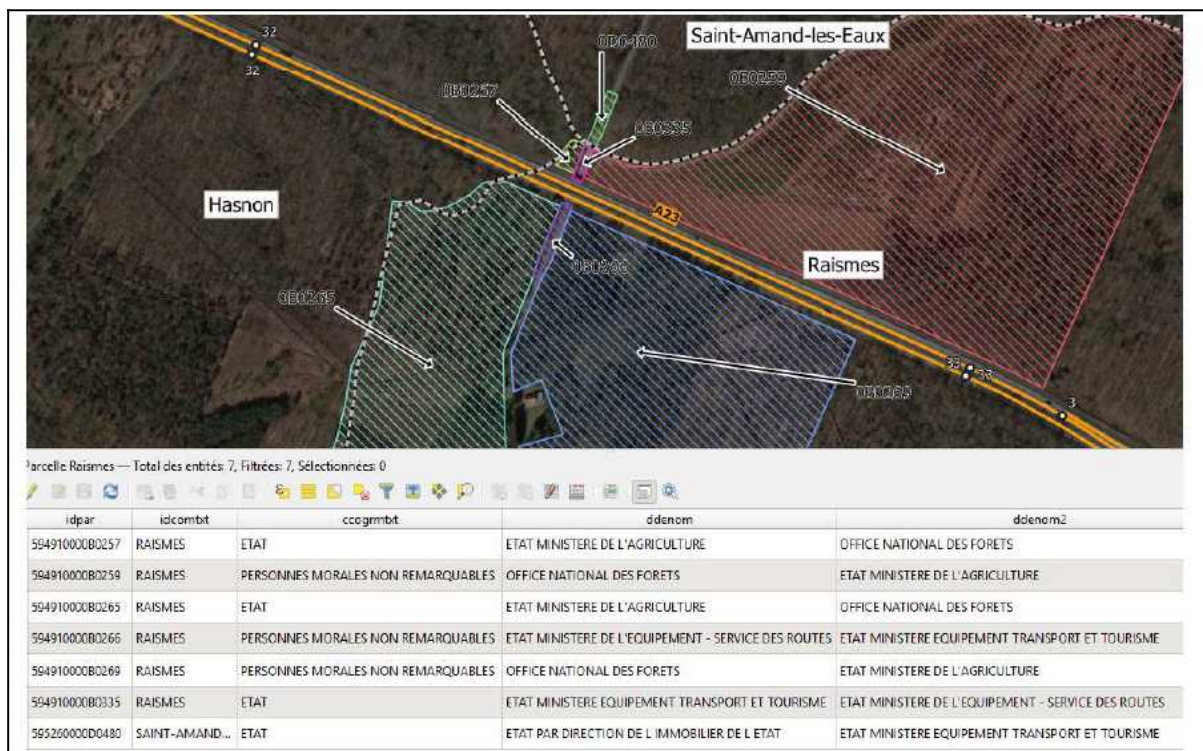 32
32
0B0480
Saint-Amand-les-Eaux
0B0259
0B0257
0B0335
Hasnon
A23
Raismes
0B0266
0B0265
33
33
0B0269
3
Parcelle Raismes — Total des entités: 7, Filtrées: 7, Sélectionnées: 0
idpar idcomtxt ccogrmtxt ddenom ddenom2
594910000B0257 RAISMES ETAT ETAT MINISTERE DE L'AGRICULTURE OFFICE NATIONAL DES FORETS
594910000B0259 RAISMES PERSONNES MORALES NON REMARQUABLES OFFICE NATIONAL DES FORETS ETAT MINISTERE DE L'AGRICULTURE
594910000B0265 RAISMES ETAT ETAT MINISTERE DE L'AGRICULTURE OFFICE NATIONAL DES FORETS
594910000B0266 RAISMES PERSONNES MORALES NON REMARQUABLES ETAT MINISTERE DE L'EQUIPEMENT - SERVICE DES ROUTES ETAT MINISTERE EQUIPEMENT TRANSPORT ET TOURISME
594910000B0269 RAISMES PERSONNES MORALES NON REMARQUABLES OFFICE NATIONAL DES FORETS ETAT MINISTERE DE L'AGRICULTURE
594910000B0335 RAISMES ETAT ETAT MINISTERE EQUIPEMENT TRANSPORT ET TOURISME ETAT MINISTERE DE L'EQUIPEMENT - SERVICE DES ROUTES
595260000D0480 SAINT-AMAND... ETAT ETAT PAR DIRECTION DE L IMMOBILIER DE L ETAT ETAT MINISTERE EQUIPEMENT TRANSPORT ET TOURISME